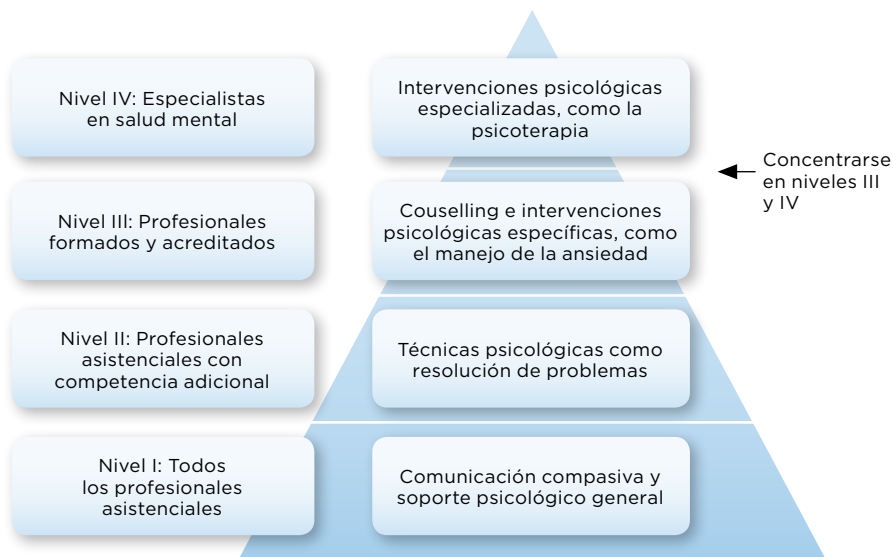 Nivel IV: Especialistas
en salud mental
Intervenciones psicológicas
especializadas, como la
psicoterapia
Concentrarse
en niveles III
y IV
Nivel III: Profesionales
formados y acreditados
Couselling e intervenciones
psicológicas específicas, como
el manejo de la ansiedad
Nivel II: Profesionales
asistenciales con
competencia adicional
Técnicas psicológicas como
resolución de problemas
Nivel I: Todos
los profesionales
asistenciales
Comunicación compasiva y
soporte psicológico general